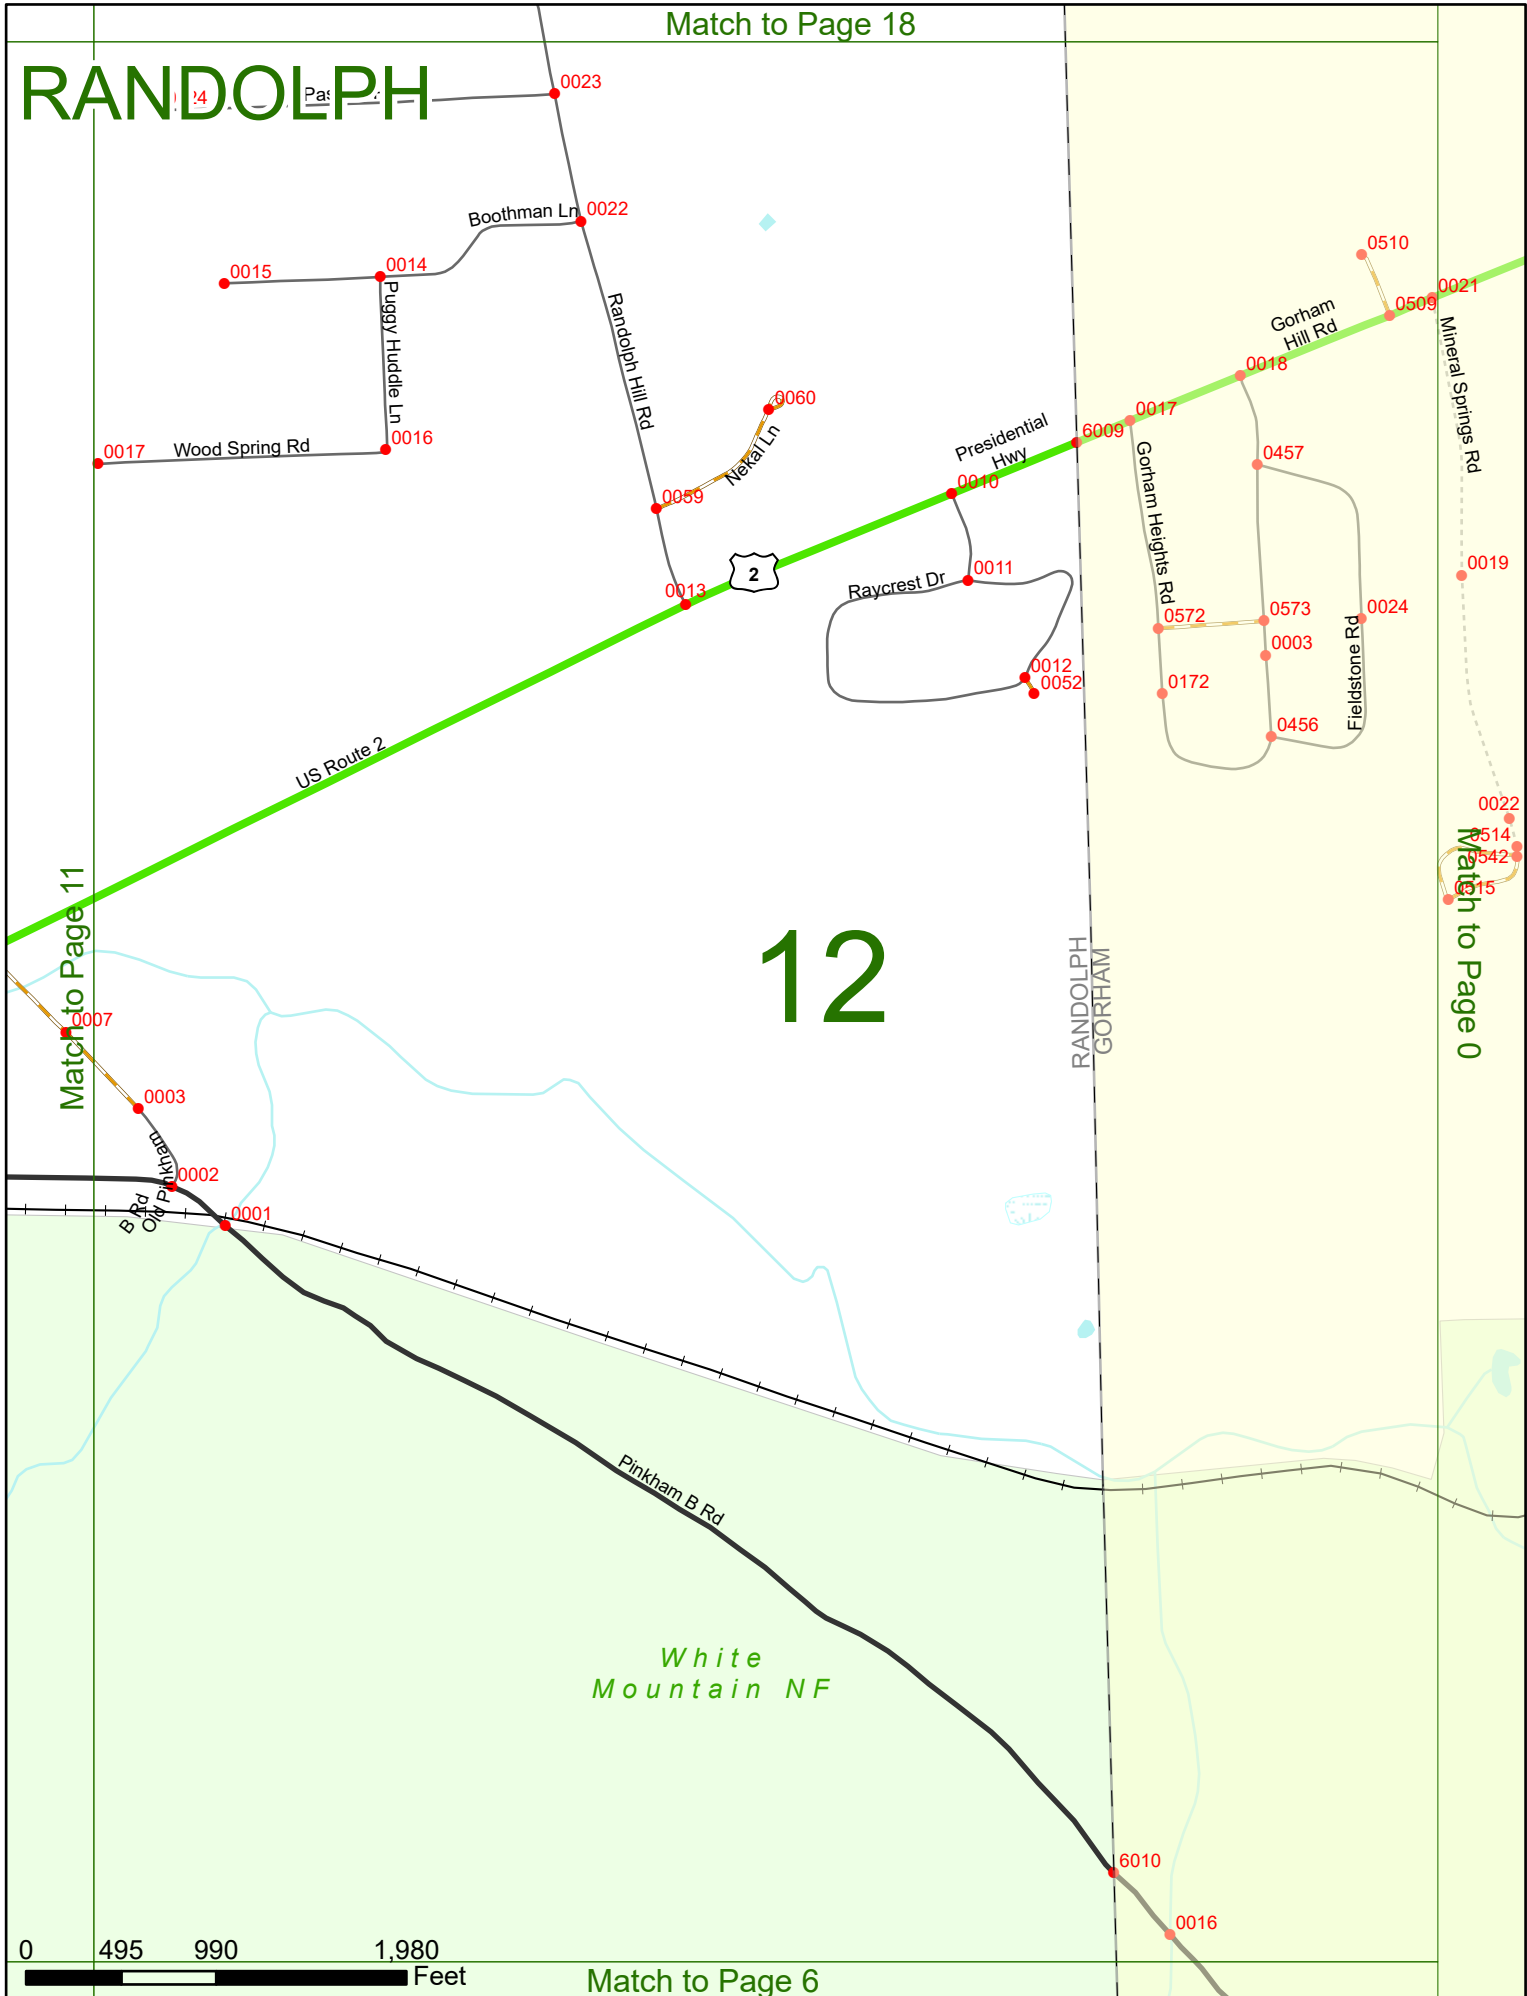 Match to Page 18
RANDOLPH
0023
Boothman Ln
0022
0015
0014
Puggy Huddle Ln
Randolph Hill Rd
0017
Wood Spring Rd
0016
0060
Nekal Ln
0059
0013
2
US Route 2
Presidential
Hwy
6009
0010
0011
Raycrest Dr
0012
0052
0510
0021
0509
Gorham
Hill Rd
0018
0017
0457
Mineral Springs Rd
Gorham Heights Rd
0019
0572
0573
0024
0003
Fieldstone Rd
0172
0456
0022
0514
0542
0515
Match to Page 0
Match to Page 11
12
RANDOLPH
GORHAM
0007
0003
Old Pinkham
B Rd
0002
0001
Pinkham B Rd
White
Mountain NF
6010
0016
0 495 990 1,980
Feet
Match to Page 6